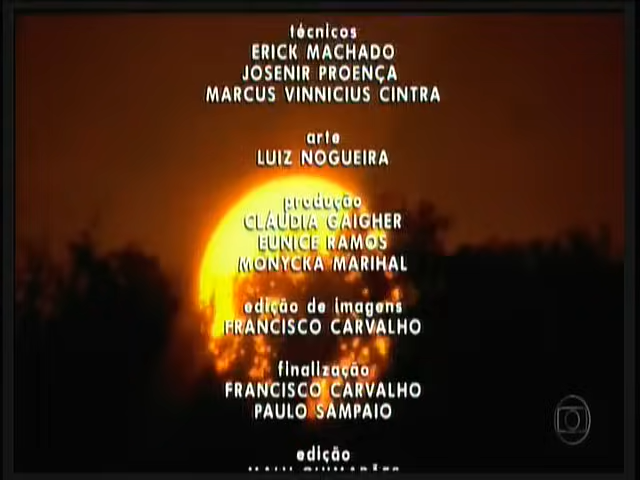 técnicos
ERICK MACHADO
JOSENIR PROENÇA
MARCUS VINNICIUS CINTRA
arte
LUIZ NOGUEIRA
produção
CLÁUDIA GAIGHER
EUNICE RAMOS
MONYCKA MARIHAL
edição de imagens
FRANCISCO CARVALHO
finalização
FRANCISCO CARVALHO
PAULO SAMPAIO
edição